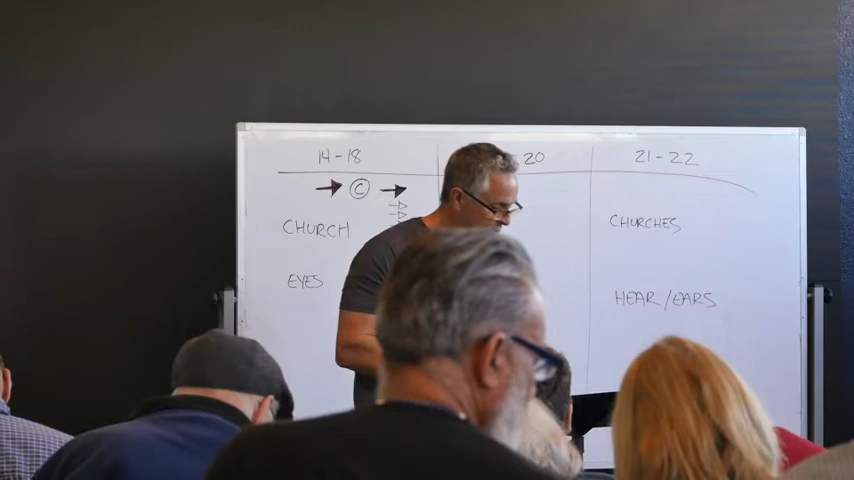 14-18
20
21-22
→ Ⓒ →
CHURCH
CHURCHES
EYES
HEAR/EARS